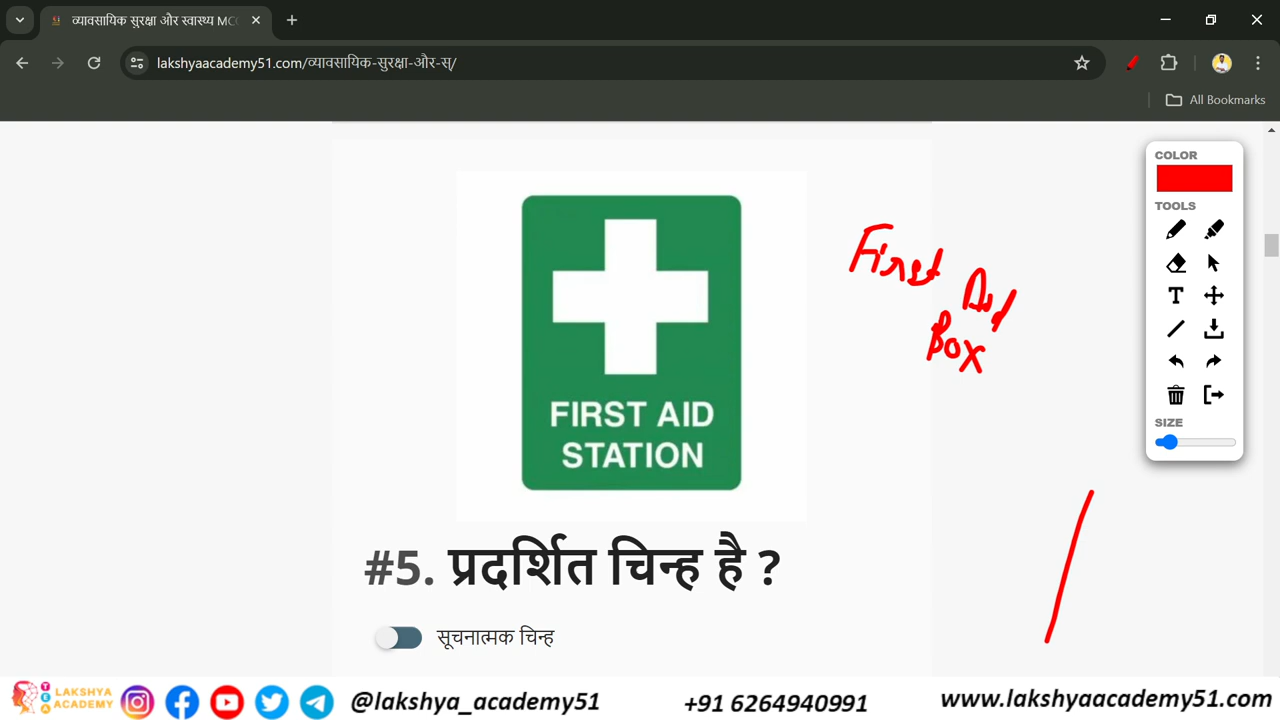 व्यावसायिक सुरक्षा और स्वास्थ्य MC
lakshyaacademy51.com/व्यावसायिक-सुरक्षा-और-स्/
All Bookmarks
COLOR
TOOLS
T
SIZE
FIRST AID
STATION
First Aid
Box
#5. प्रदर्शित चिन्ह है ?
सूचनात्मक चिन्ह
LAKSHYA
ACADEMY
@lakshya_academy51
+91 6264940991
www.lakshyaacademy51.com